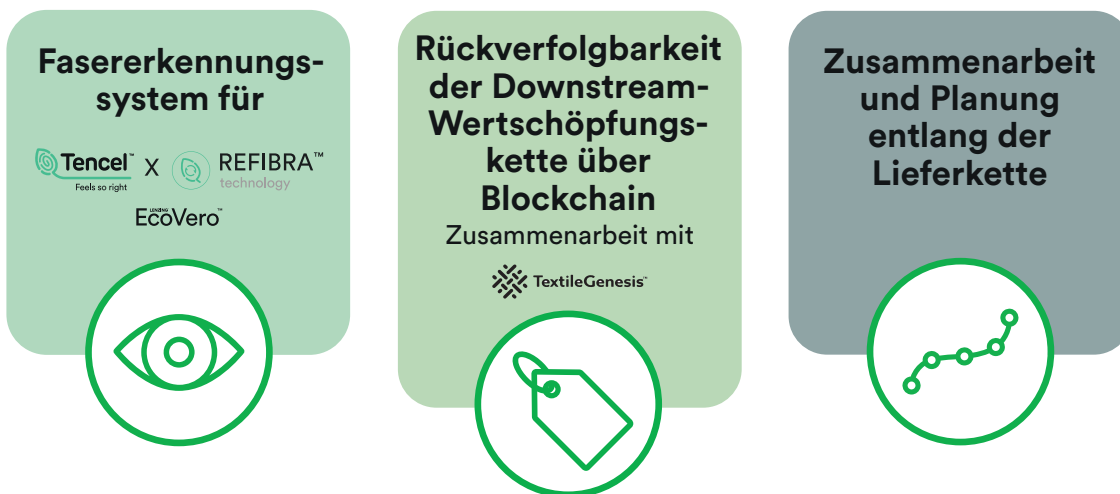 Fasererkennungs-
system für
Tencel™ X REFIBRA™
Feels so right technology
LENZING
EcoVero™
Rückverfolgbarkeit
der Downstream-
Wertschöpfungs-
kette über
Blockchain
Zusammenarbeit mit
TextileGenesis™
Zusammenarbeit
und Planung
entlang der
Lieferkette